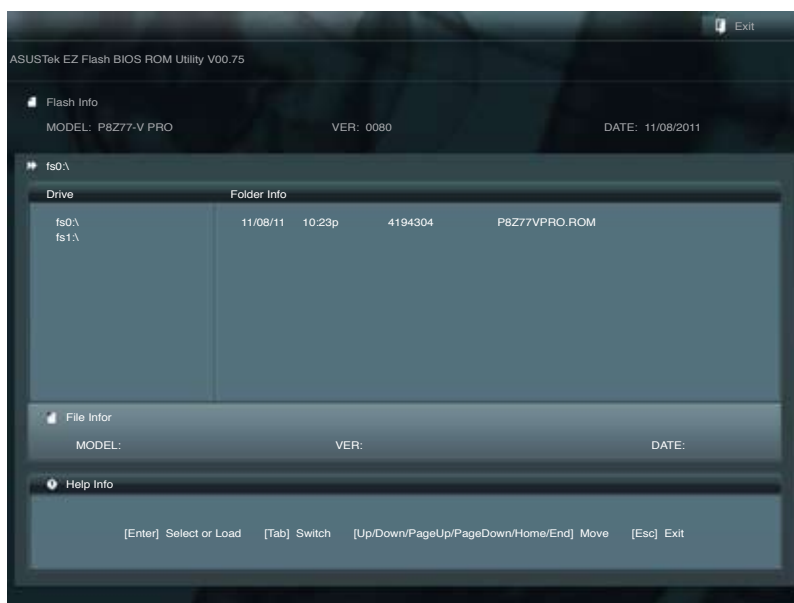 Exit
ASUSTek EZ Flash BIOS ROM Utility V00.75
Flash Info
MODEL: P8Z77-V PRO VER: 0080 DATE: 11/08/2011
fs0:\
Drive Folder Info
fs0:\ 11/08/11 10:23p 4194304 P8Z77VPRO.ROM
fs1:\
File Infor
MODEL: VER: DATE:
Help Info
[Enter] Select or Load [Tab] Switch [Up/Down/PageUp/PageDown/Home/End] Move [Esc] Exit